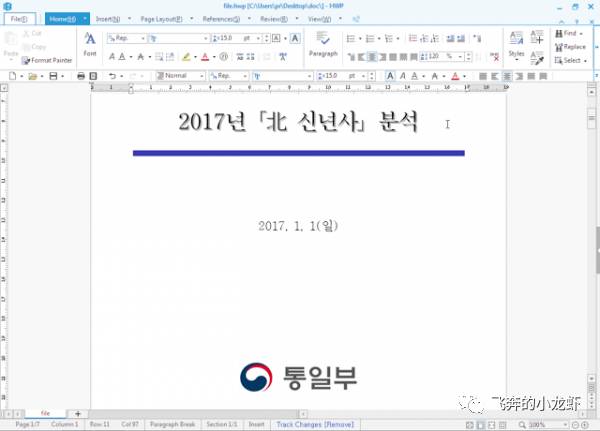 file.hwp [C:\Users\pr\Desktop\doc\] - HWP
File(F) Home(H) Insert(N) Page Layout(P) References(G) Review(R) View(W)
Paste Cut Copy Format Painter Font Rep. 15.0 pt Paragraph 120 % Styles Editing Find Replace Select
Normal Rep. 15.0 pt 120 %
2017년 「北 신년사」 분석
2017. 1. 1(일)
통일부
飞奔的小龙虾
file
Page 1/7 Column 1 Row 11 Col 97 Paragraph Break Section 1/1 Insert Track Changes [Remove] 100%